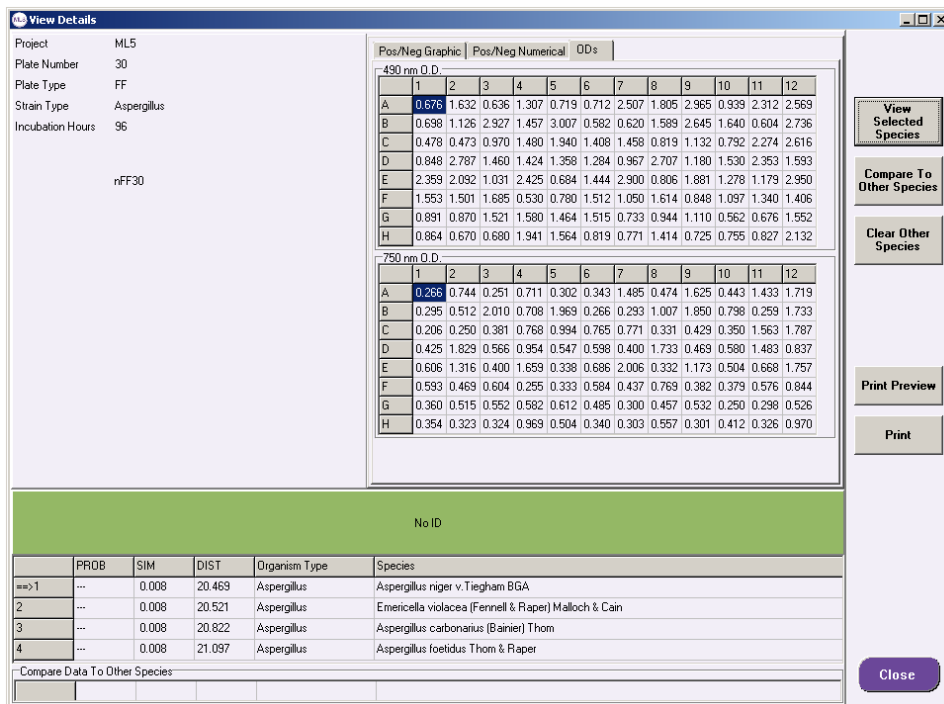 ML5 View Details
Project ML5
Plate Number 30
Plate Type FF
Strain Type Aspergillus
Incubation Hours 96
nFF30
Pos/Neg Graphic Pos/Neg Numerical ODs
490 nm O.D.
1 2 3 4 5 6 7 8 9 10 11 12
A 0.676 1.632 0.636 1.307 0.719 0.712 2.507 1.805 2.965 0.939 2.312 2.569
B 0.698 1.126 2.927 1.457 3.007 0.582 0.620 1.589 2.645 1.640 0.604 2.736
C 0.478 0.473 0.970 1.480 1.940 1.408 1.458 0.819 1.132 0.792 2.274 2.616
D 0.848 2.787 1.460 1.424 1.358 1.284 0.967 2.707 1.180 1.530 2.353 1.593
E 2.359 2.092 1.031 2.425 0.684 1.444 2.900 0.806 1.881 1.278 1.179 2.950
F 1.553 1.501 1.685 0.530 0.780 1.512 1.050 1.614 0.848 1.097 1.340 1.406
G 0.891 0.870 1.521 1.580 1.464 1.515 0.733 0.944 1.110 0.562 0.676 1.552
H 0.864 0.670 0.680 1.941 1.564 0.819 0.771 1.414 0.725 0.755 0.827 2.132
750 nm O.D.
1 2 3 4 5 6 7 8 9 10 11 12
A 0.266 0.744 0.251 0.711 0.302 0.343 1.485 0.474 1.625 0.443 1.433 1.719
B 0.295 0.512 2.010 0.708 1.969 0.266 0.293 1.007 1.850 0.798 0.259 1.733
C 0.206 0.250 0.381 0.768 0.994 0.765 0.771 0.331 0.429 0.350 1.563 1.787
D 0.425 1.829 0.566 0.954 0.547 0.598 0.400 1.733 0.469 0.580 1.483 0.837
E 0.606 1.316 0.400 1.659 0.338 0.686 2.006 0.332 1.173 0.504 0.668 1.757
F 0.593 0.469 0.604 0.255 0.333 0.584 0.437 0.769 0.382 0.379 0.576 0.844
G 0.360 0.515 0.552 0.582 0.612 0.485 0.300 0.457 0.532 0.250 0.298 0.526
H 0.354 0.323 0.324 0.969 0.504 0.340 0.303 0.557 0.301 0.412 0.326 0.970
View
Selected
Species
Compare To
Other Species
Clear Other
Species
Print Preview
Print
No ID
PROB SIM DIST Organism Type Species
==>1 --- 0.008 20.469 Aspergillus Aspergillus niger v.Tiegham BGA
2 --- 0.008 20.521 Aspergillus Emericella violacea (Fennell & Raper) Malloch & Cain
3 --- 0.008 20.822 Aspergillus Aspergillus carbonarius (Bainier) Thom
4 --- 0.008 21.097 Aspergillus Aspergillus foetidus Thom & Raper
Compare Data To Other Species
Close